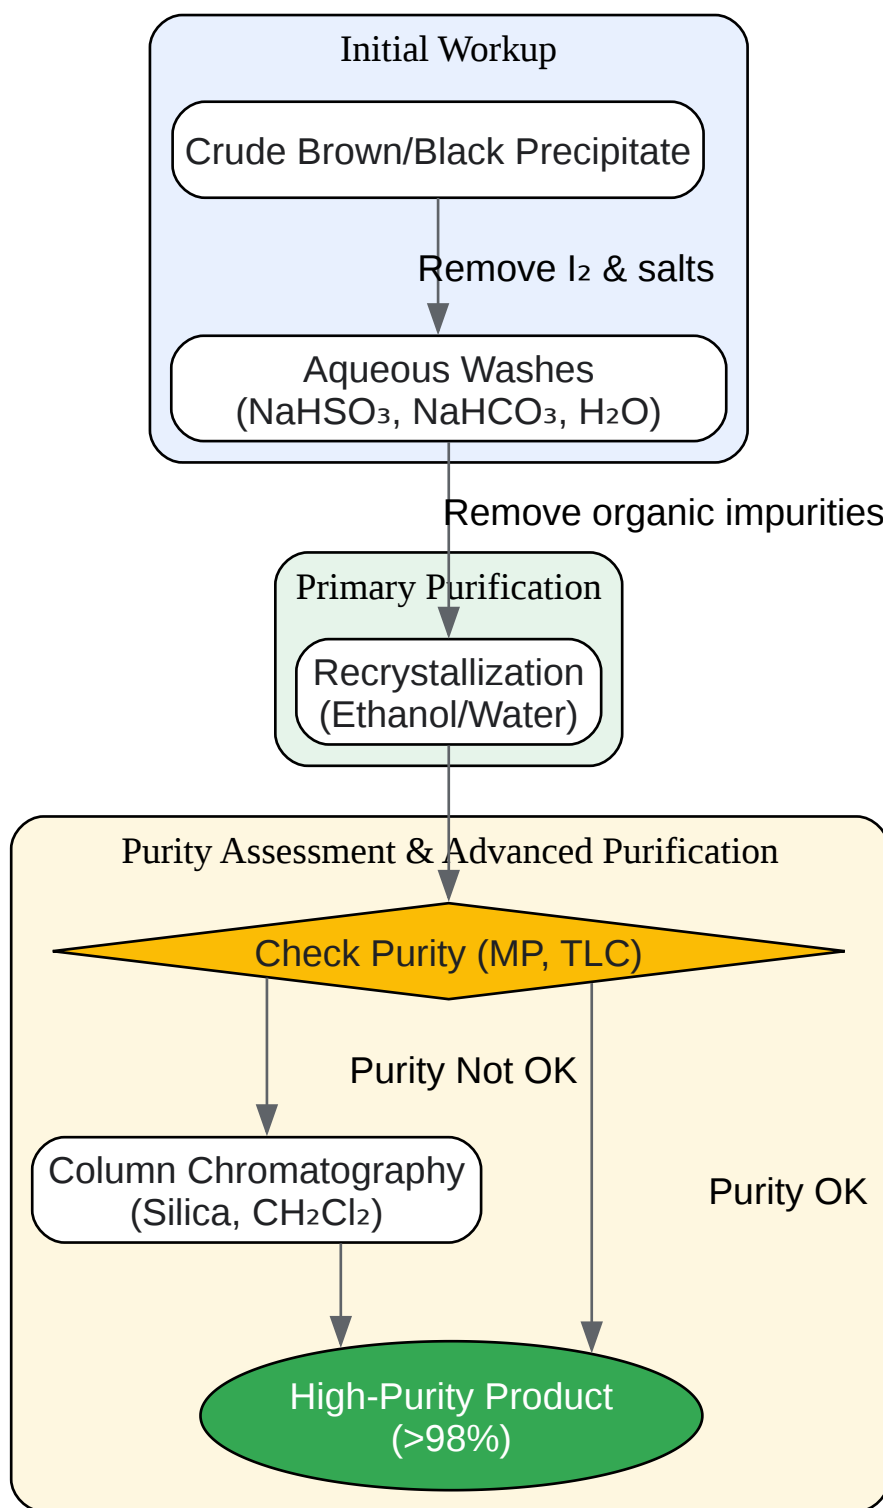 Initial Workup
Crude Brown/Black Precipitate
Remove I₂ & salts
Aqueous Washes
(NaHSO₃, NaHCO₃, H₂O)
Remove organic impurities
Primary Purification
Recrystallization
(Ethanol/Water)
Purity Assessment & Advanced Purification
Check Purity (MP, TLC)
Purity Not OK
Column Chromatography
(Silica, CH₂Cl₂)
Purity OK
High-Purity Product
(>98%)